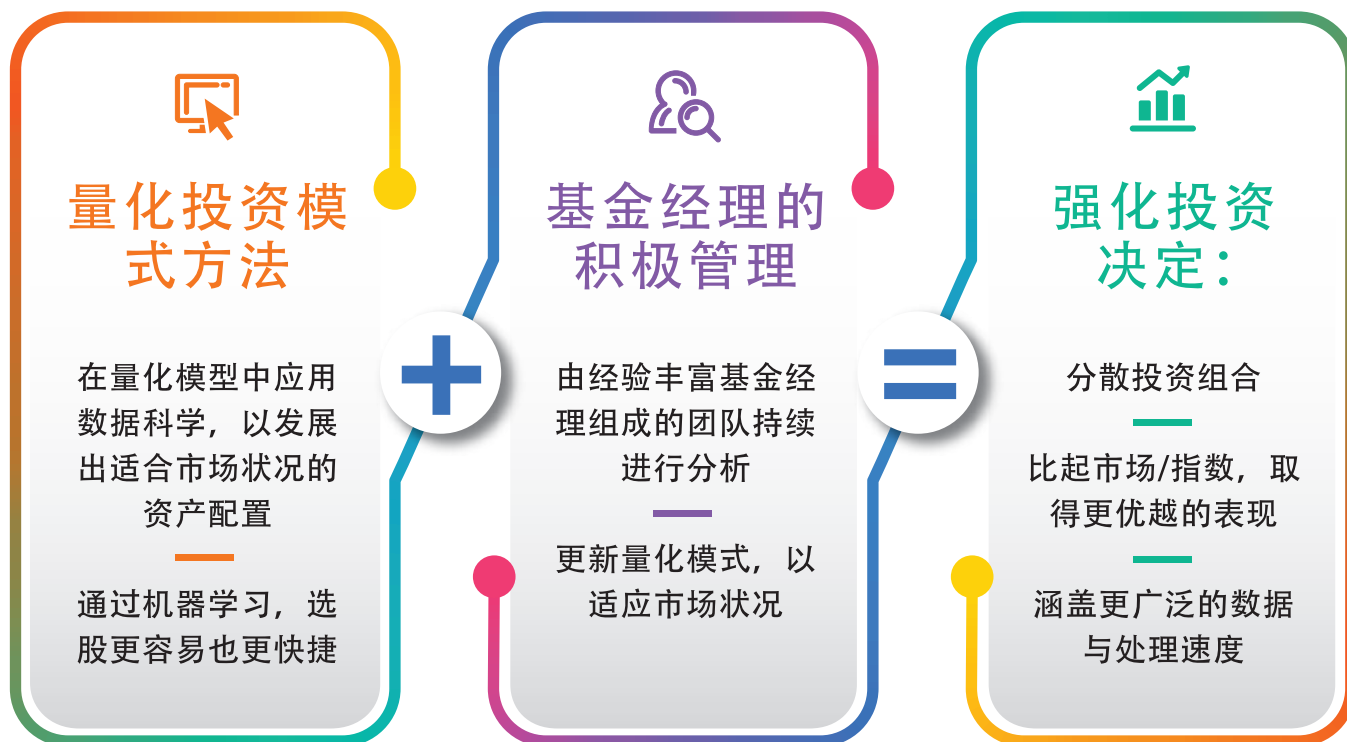 量化投资模
式方法
在量化模型中应用
数据科学，以发展
出适合市场状况的
资产配置
通过机器学习，选
股更容易也更快捷
+
基金经理的
积极管理
由经验丰富基金经
理组成的团队持续
进行分析
更新量化模式，以
适应市场状况
=
强化投资
决定：
分散投资组合
比起市场/指数，取
得更优越的表现
涵盖更广泛的数据
与处理速度